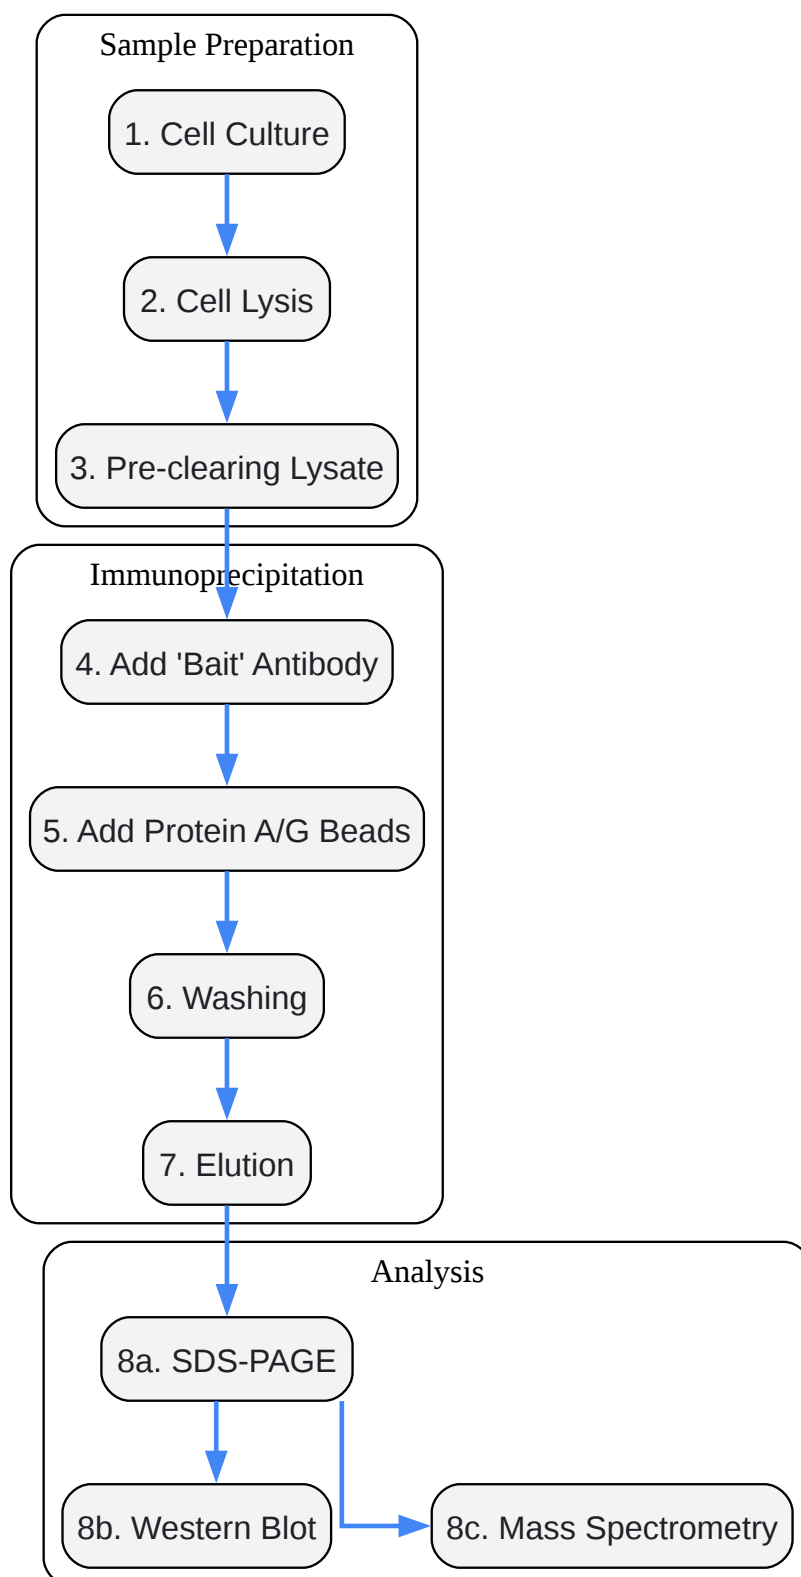 Sample Preparation
1. Cell Culture
2. Cell Lysis
3. Pre-clearing Lysate
Immunoprecipitation
4. Add 'Bait' Antibody
5. Add Protein A/G Beads
6. Washing
7. Elution
Analysis
8a. SDS-PAGE
8b. Western Blot
8c. Mass Spectrometry